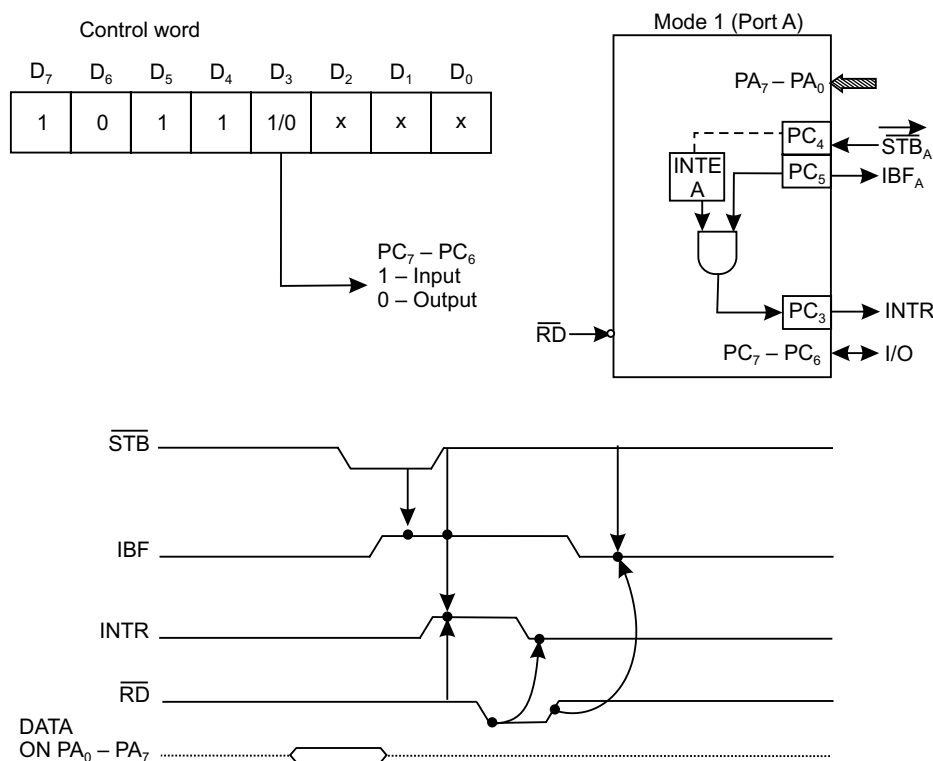 Control word
D7 D6 D5 D4 D3 D2 D1 D0
1 0 1 1 1/0 x x x
PC7 – PC6
1 – Input
0 – Output
Mode 1 (Port A)
PA7 – PA0
PC4
STBA
INTE
A
PC5
IBFA
PC3
INTR
RD
PC7 – PC6
I/O
STB
IBF
INTR
RD
DATA
ON PA0 – PA7